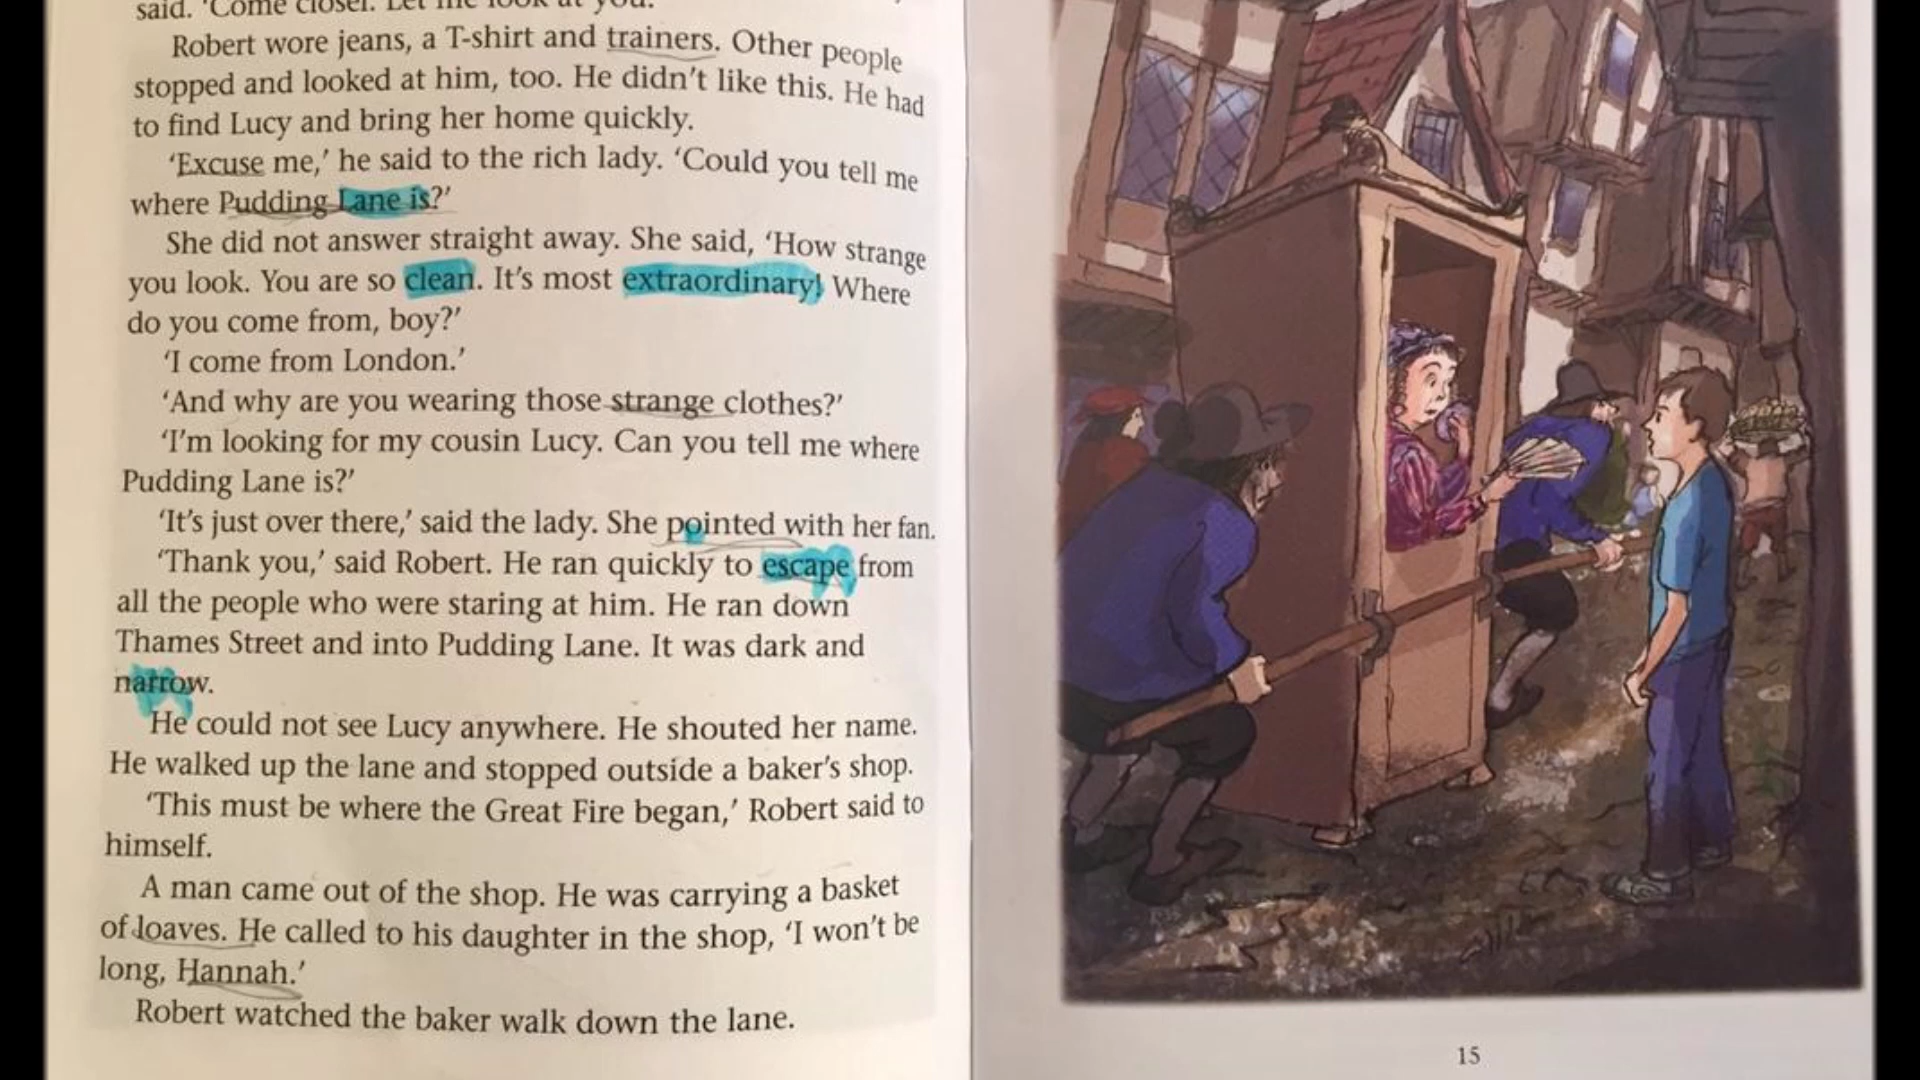 said. 'Come closer. Let me look at you.'
Robert wore jeans, a T-shirt and trainers. Other people
stopped and looked at him, too. He didn't like this. He had
to find Lucy and bring her home quickly.
'Excuse me,' he said to the rich lady. 'Could you tell me
where Pudding Lane is?'
She did not answer straight away. She said, 'How strange
you look. You are so clean. It's most extraordinary! Where
do you come from, boy?'
'I come from London.'
'And why are you wearing those strange clothes?'
'I'm looking for my cousin Lucy. Can you tell me where
Pudding Lane is?'
'It's just over there,' said the lady. She pointed with her fan.
'Thank you,' said Robert. He ran quickly to escape from
all the people who were staring at him. He ran down
Thames Street and into Pudding Lane. It was dark and
narrow.
He could not see Lucy anywhere. He shouted her name.
He walked up the lane and stopped outside a baker's shop.
'This must be where the Great Fire began,' Robert said to
himself.
A man came out of the shop. He was carrying a basket
of loaves. He called to his daughter in the shop, 'I won't be
long, Hannah.'
Robert watched the baker walk down the lane.
15